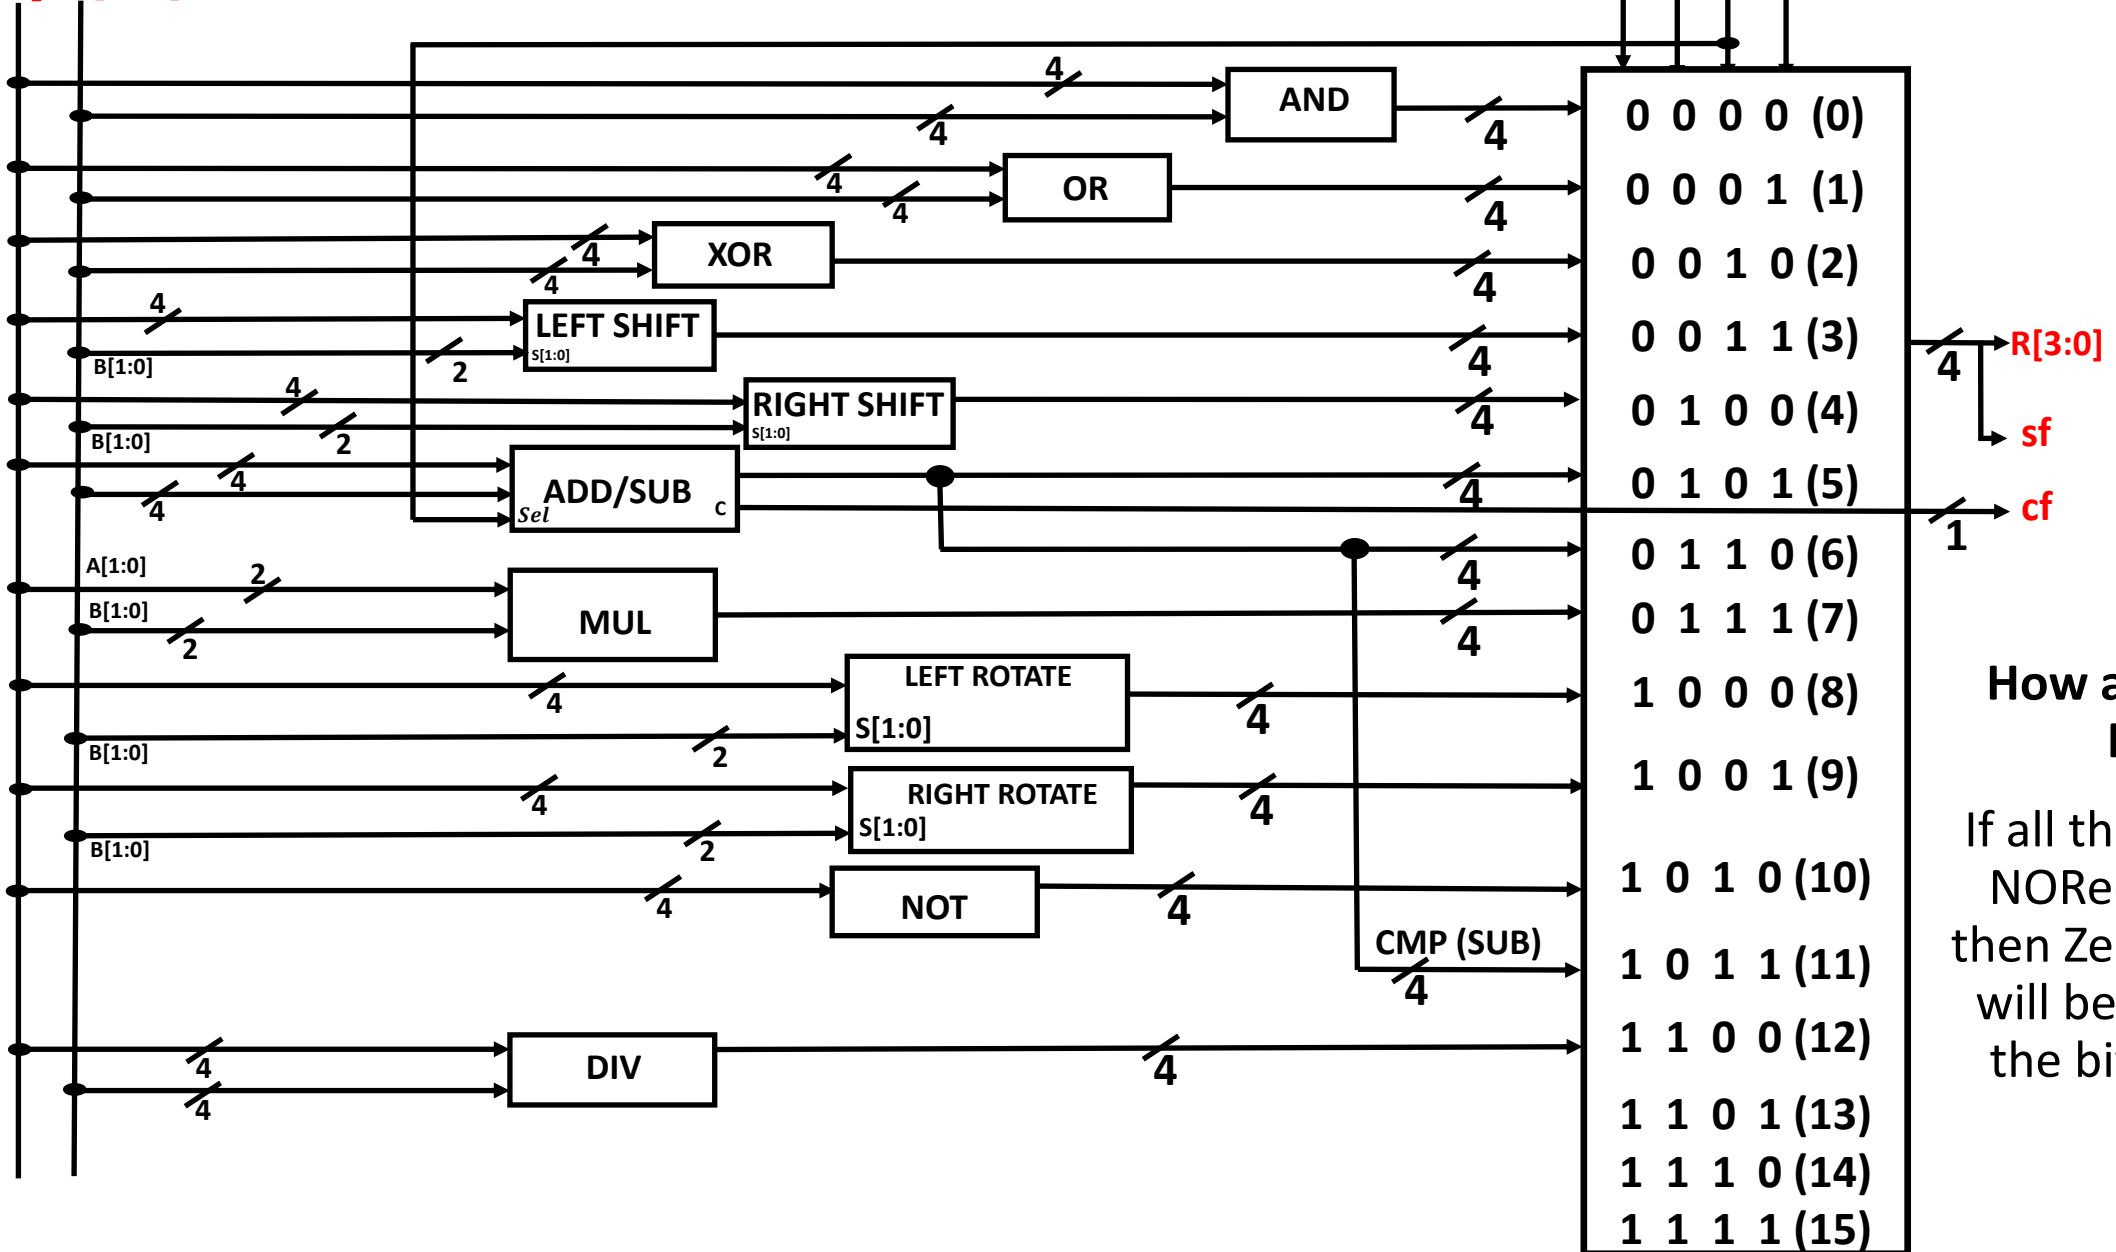 4
AND
4
4
0 0 0 0 (0)
4
OR
4
4
0 0 0 1 (1)
4
XOR
4
4
0 0 1 0 (2)
4
LEFT SHIFT
S[1:0]
B[1:0]
2
4
0 0 1 1 (3)
R[3:0]
4
4
RIGHT SHIFT
S[1:0]
B[1:0]
2
4
0 1 0 0 (4)
sf
4
4
ADD/SUB
Sel
C
4
0 1 0 1 (5)
cf
1
4
0 1 1 0 (6)
A[1:0]
2
B[1:0]
2
MUL
4
0 1 1 1 (7)
4
LEFT ROTATE
S[1:0]
B[1:0]
2
4
1 0 0 0 (8)
How
4
RIGHT ROTATE
S[1:0]
B[1:0]
2
4
1 0 0 1 (9)
If all th
NORe
then Ze
will be
the bi
4
NOT
4
1 0 1 0 (10)
CMP (SUB)
4
1 0 1 1 (11)
4
4
DIV
4
1 1 0 0 (12)
1 1 0 1 (13)
1 1 1 0 (14)
1 1 1 1 (15)